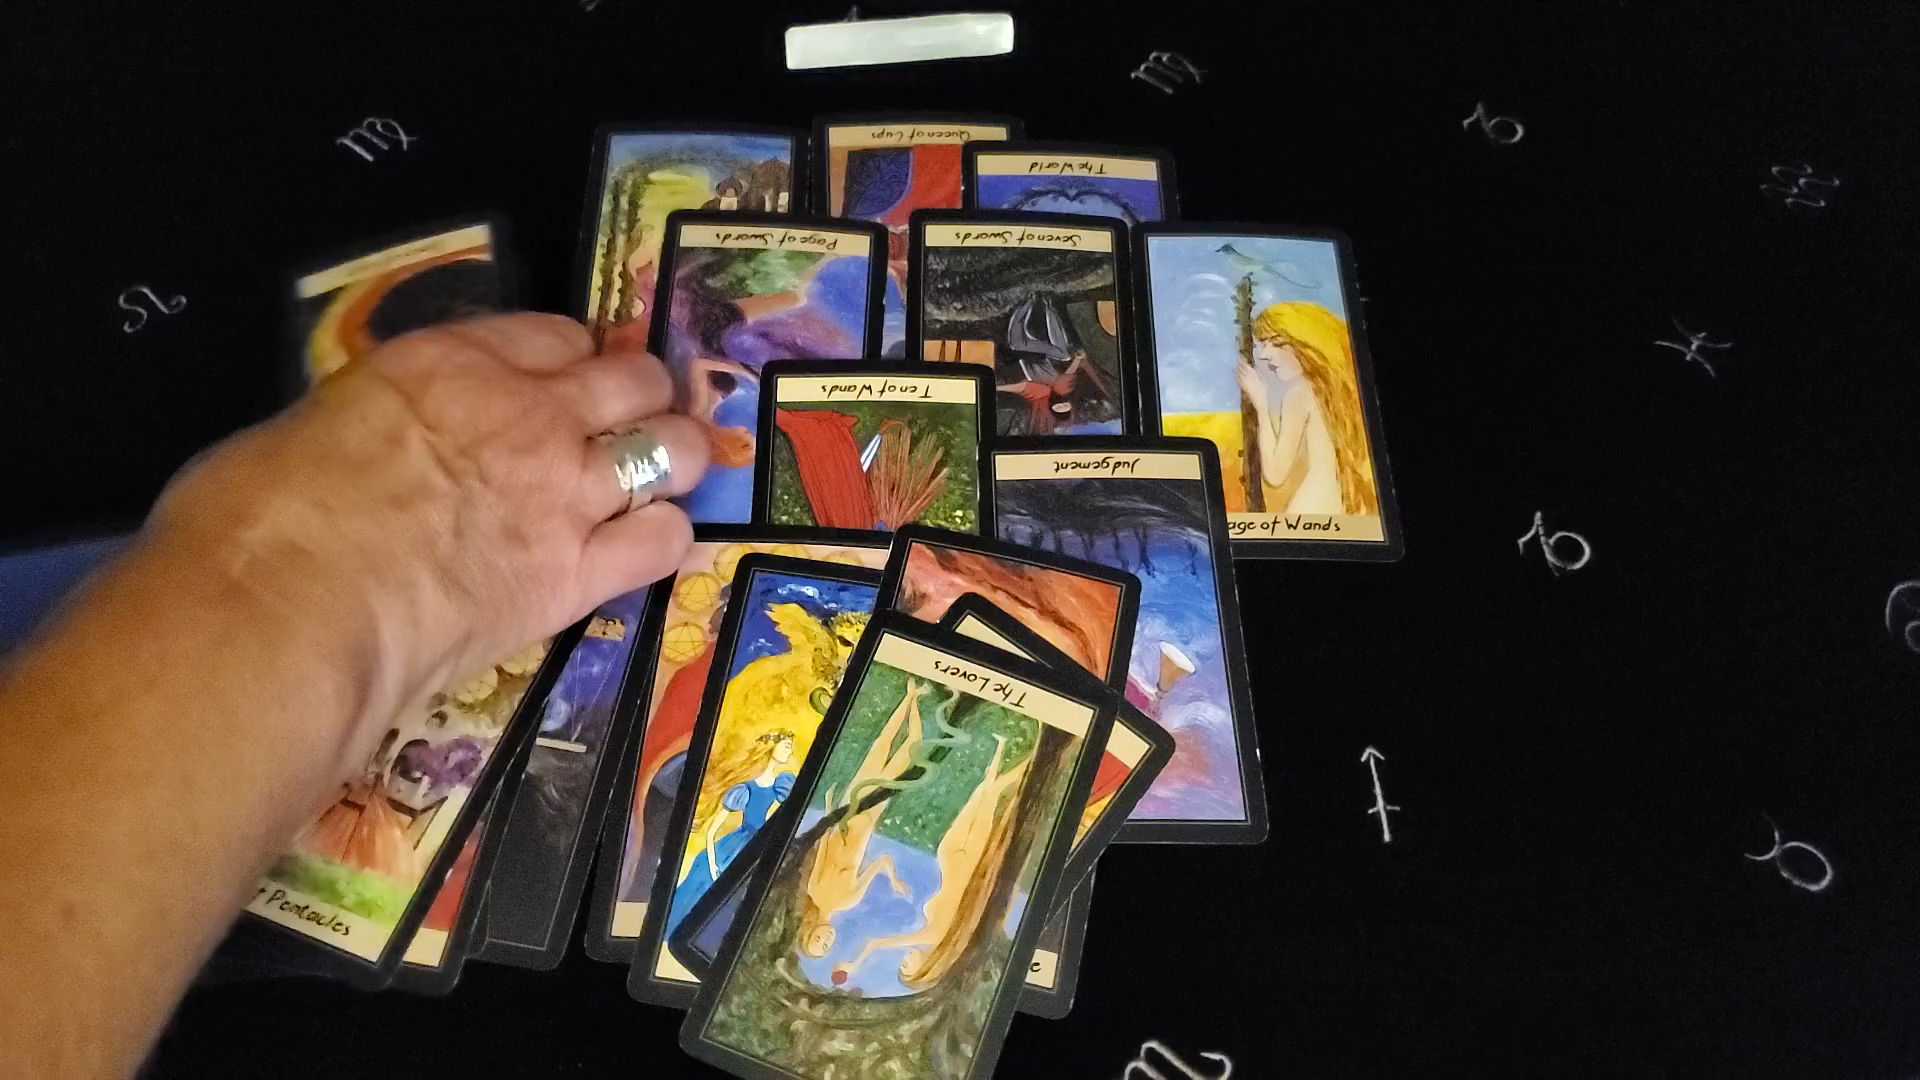 Queen of Cups
The World
Page of Swords
Seven of Swords
Ten of Wands
Judgement
age of Wands
The Lovers
Pentacles
e